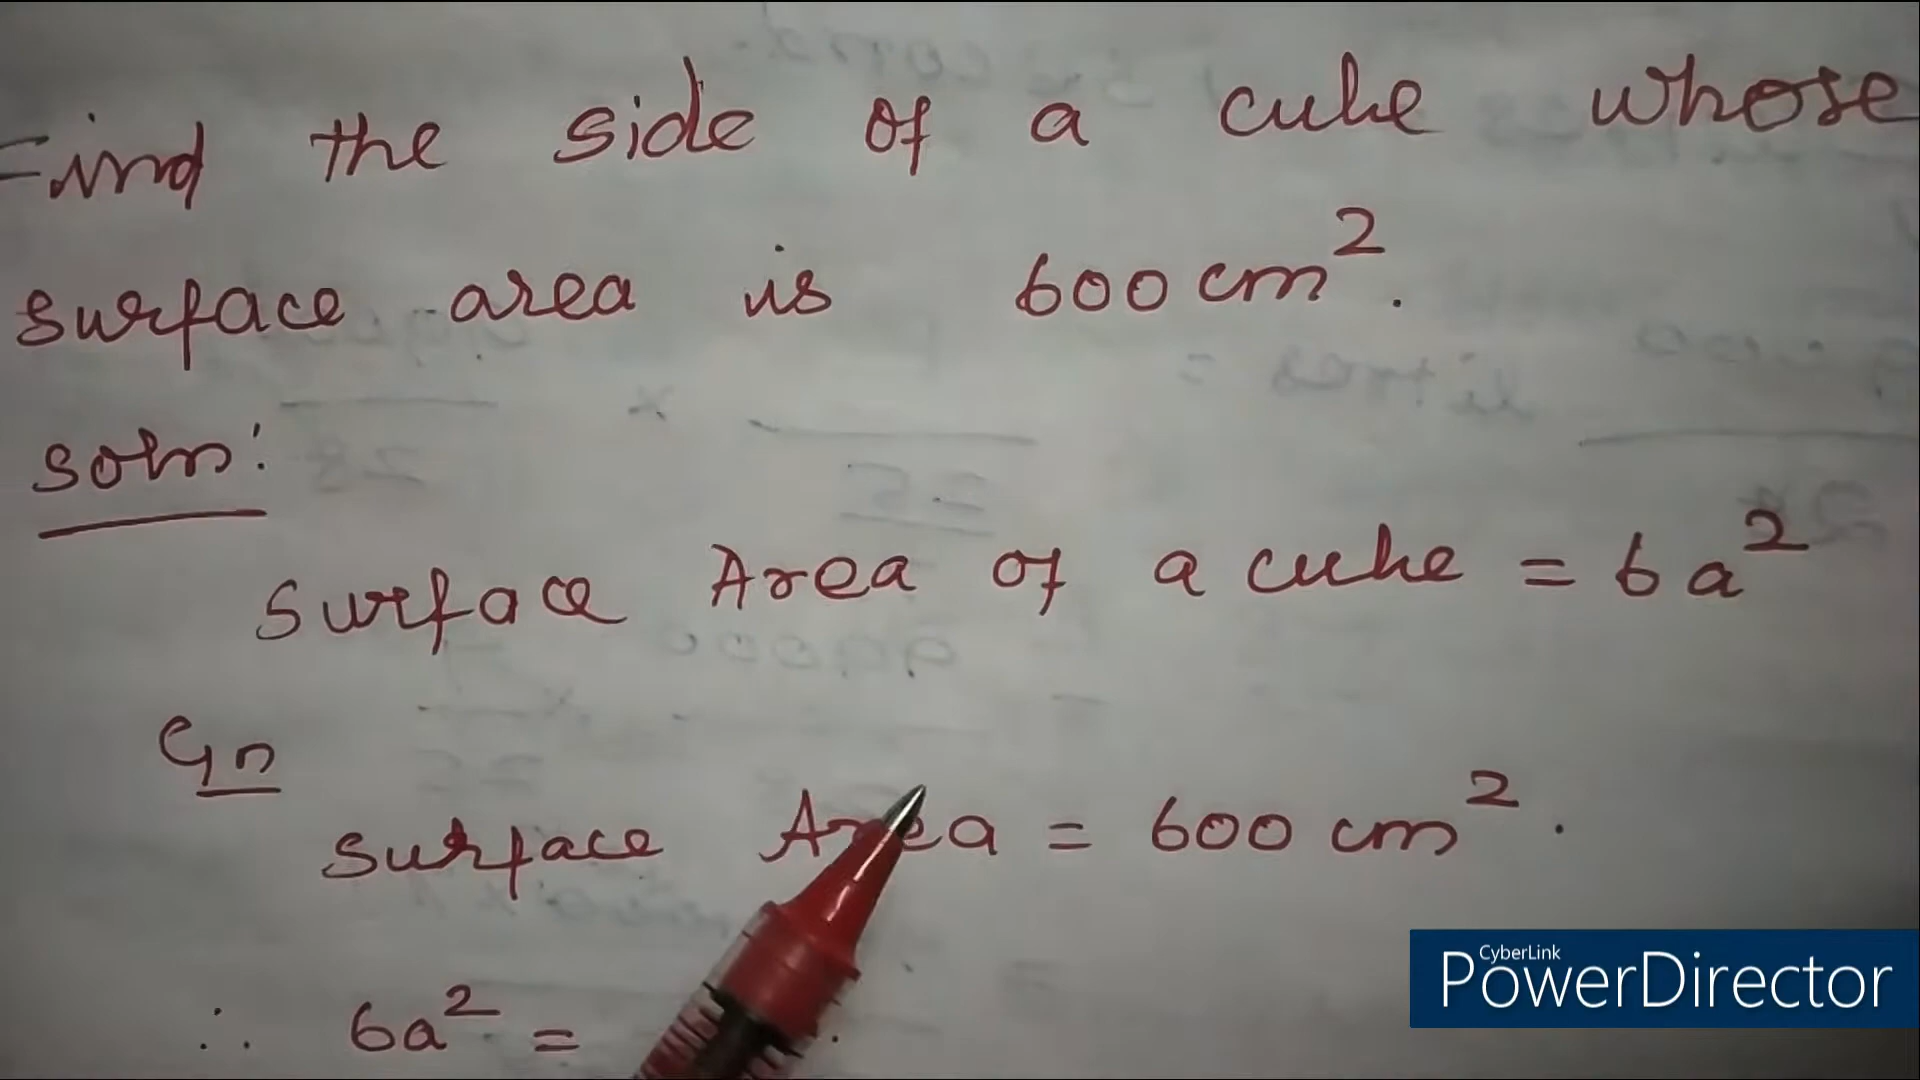 Find the side of a cube whose
surface area is 600 cm².
Soln:
Surface Area of a cube = 6a²
Gn
Surface Area = 600 cm².
∴ 6a² =
CyberLink
PowerDirector